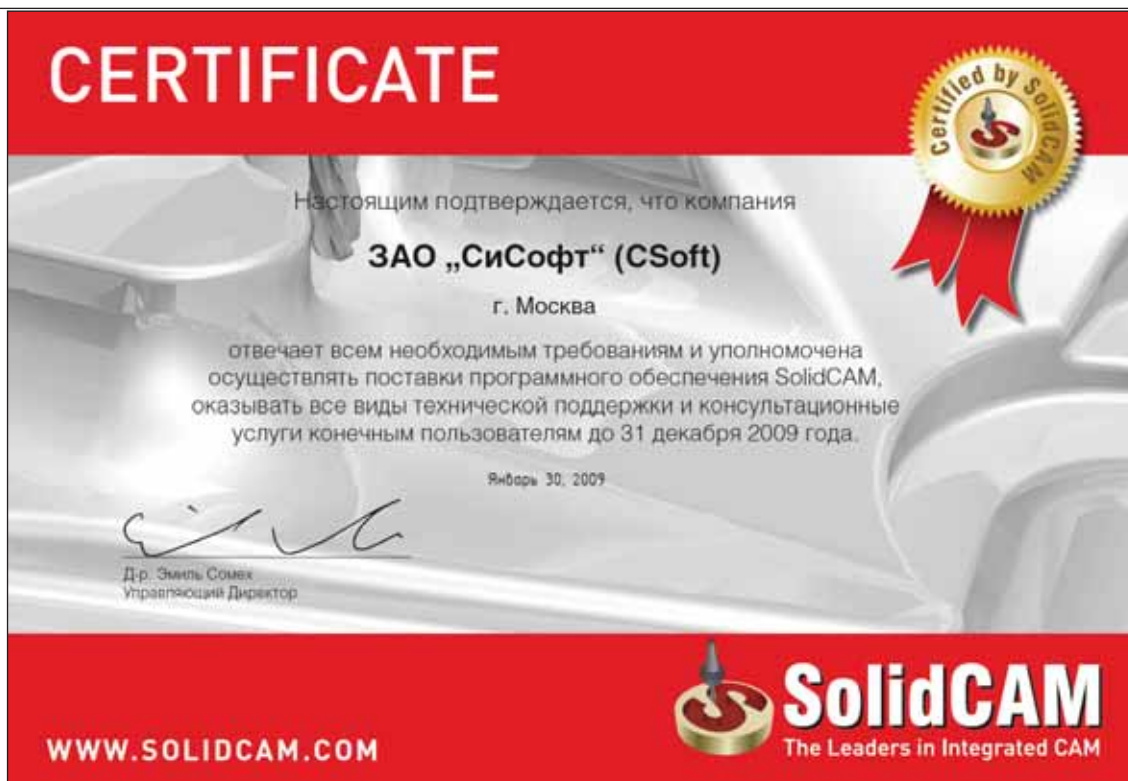 CERTIFICATE
Certified by SolidCAM
Настоящим подтверждается, что компания
ЗАО „СиСофт“ (CSoft)
г. Москва
отвечает всем необходимым требованиям и уполномочена
осуществлять поставки программного обеспечения SolidCAM,
оказывать все виды технической поддержки и консультационные
услуги конечным пользователям до 31 декабря 2009 года.
Январь 30, 2009
Д-р. Эмиль Сомех
Управляющий Директор
SolidCAM
The Leaders in Integrated CAM
WWW.SOLIDCAM.COM